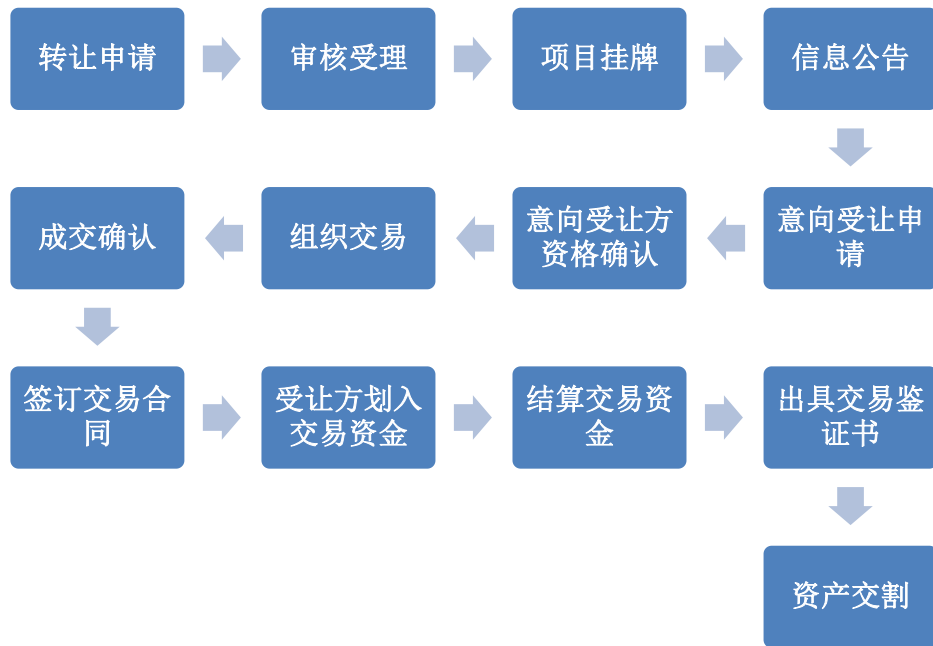 转让申请
审核受理
项目挂牌
信息公告
意向受让申
请
意向受让方
资格确认
组织交易
成交确认
签订交易合
同
受让方划入
交易资金
结算交易资
金
出具交易鉴
证书
资产交割